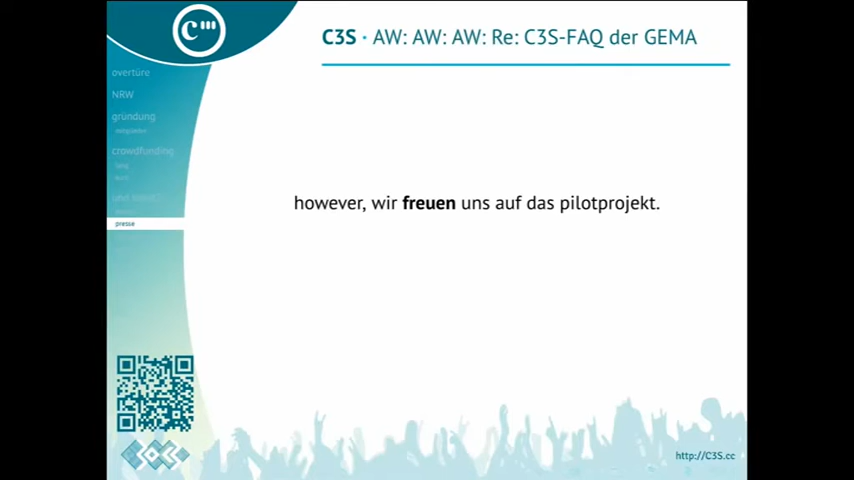 C3S · AW: AW: AW: Re: C3S-FAQ der GEMA
overtüre
NRW
gründung
mitglieder
crowdfunding
presse
however, wir freuen uns auf das pilotprojekt.
http://C3S.cc